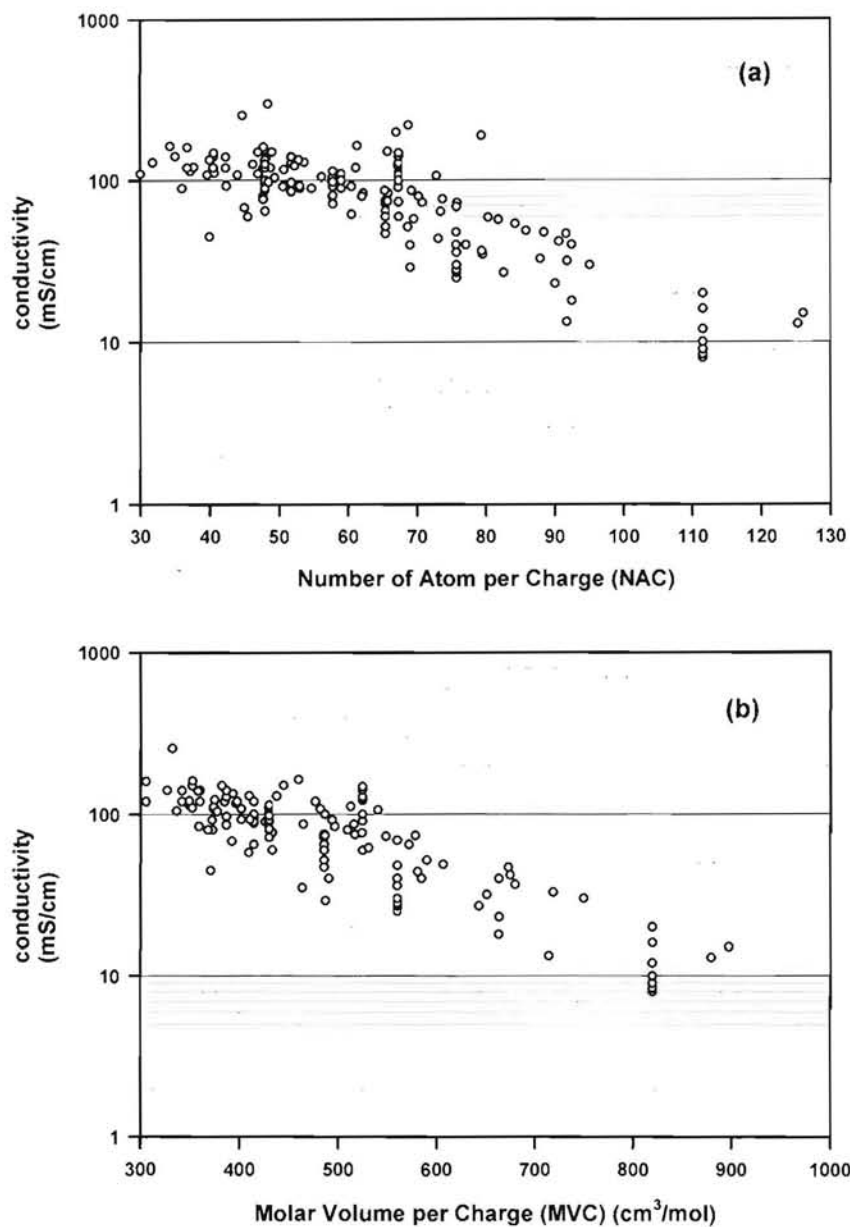 1000
(a)
100
conductivity
(mS/cm)
10
1
30 40 50 60 70 80 90 100 110 120 130
Number of Atom per Charge (NAC)
1000
(b)
100
conductivity
(mS/cm)
10
1
300 400 500 600 700 800 900 1000
Molar Volume per Charge (MVC) (cm³/mol)